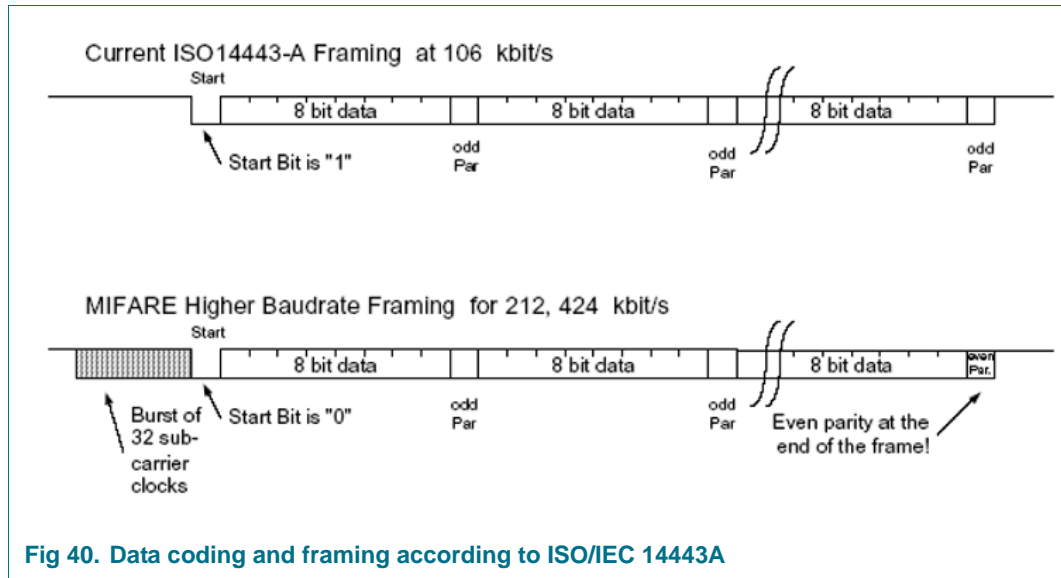 Current ISO14443-A Framing at 106 kbit/s
Start
8 bit data 8 bit data 8 bit data
Start Bit is "1"
odd Par odd Par odd Par
MIFARE Higher Baudrate Framing for 212, 424 kbit/s
Start
8 bit data 8 bit data 8 bit data even Par.
Burst of 32 sub-carrier clocks
Start Bit is "0"
odd Par odd Par
Even parity at the end of the frame!
Fig 40. Data coding and framing according to ISO/IEC 14443A